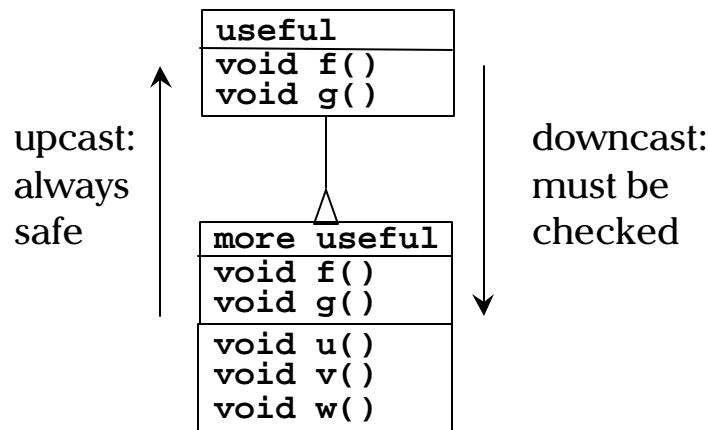 useful
void f()
void g()
upcast:
always
safe
downcast:
must be
checked
more useful
void f()
void g()
void u()
void v()
void w()